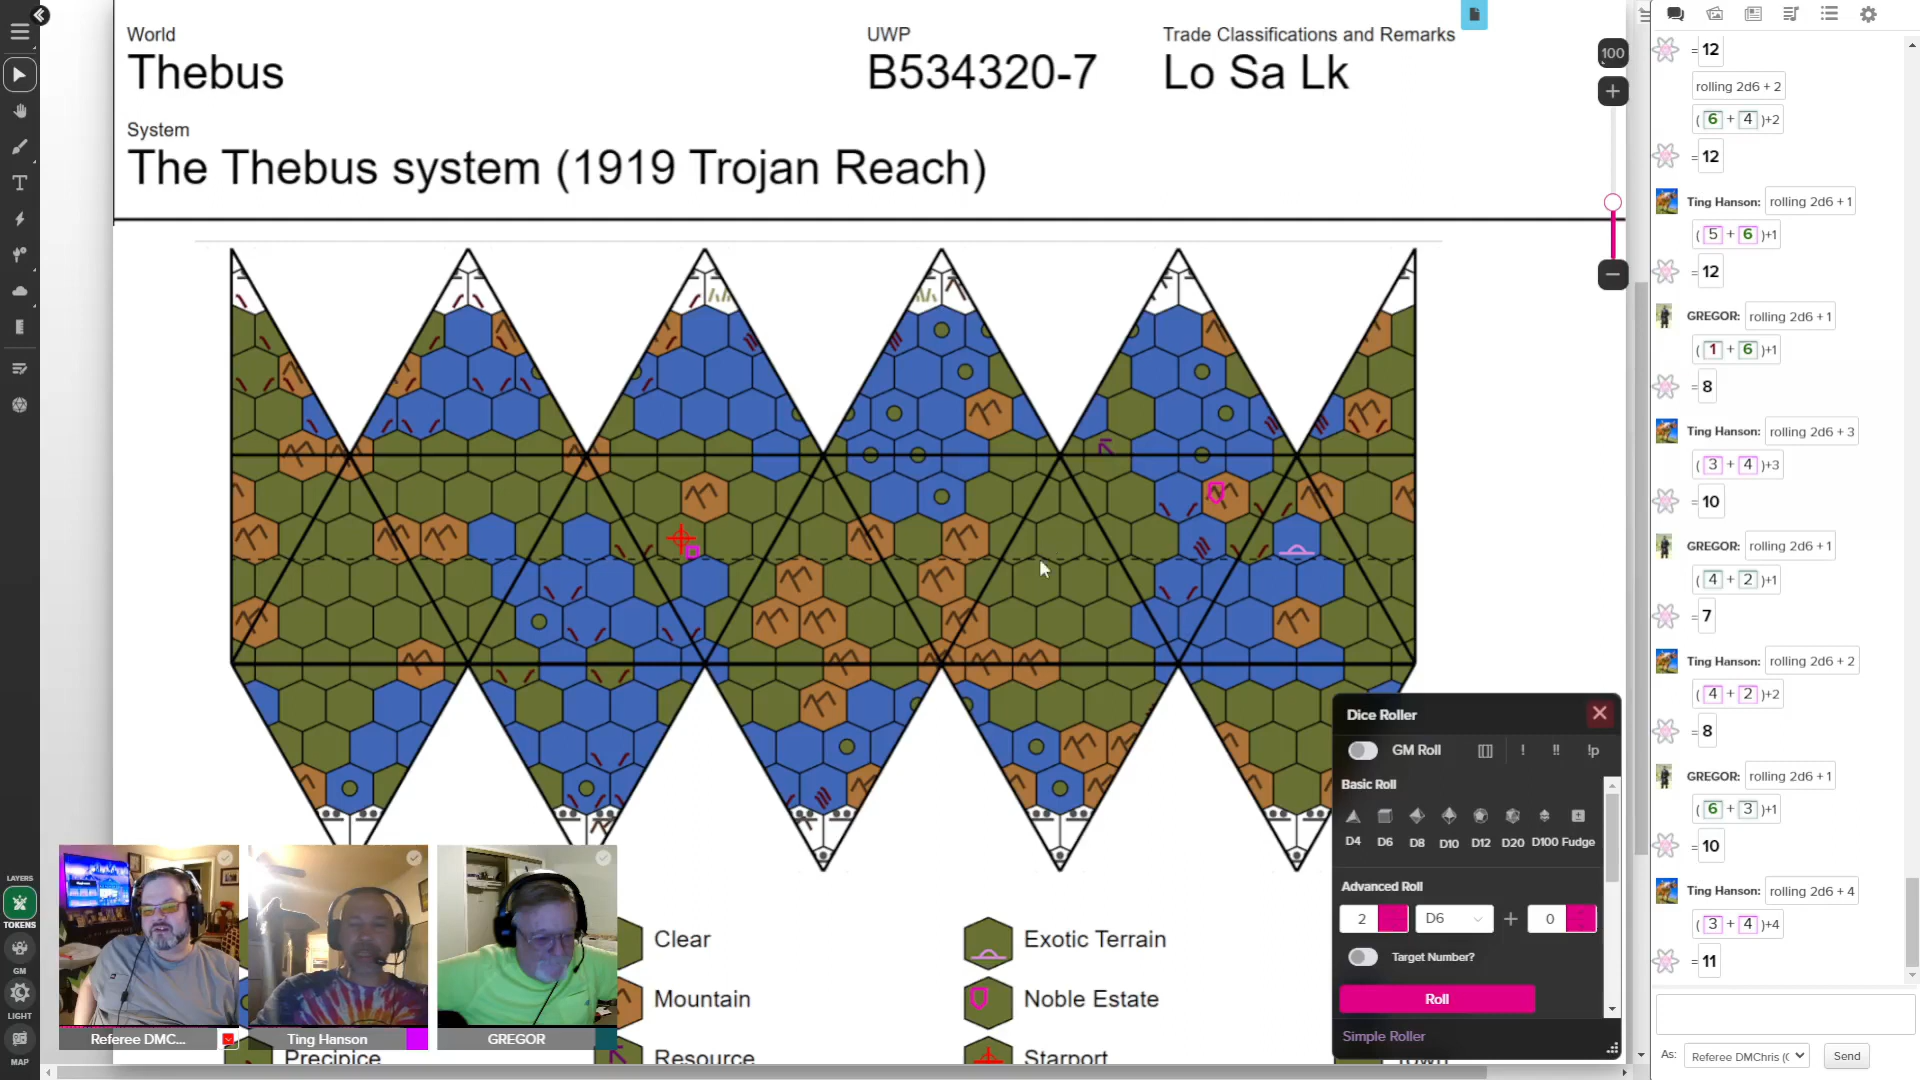 World
Thebus
UWP
B534320-7
Trade Classifications and Remarks
Lo Sa Lk
System
The Thebus system (1919 Trojan Reach)
100
Clear
Mountain
Precipice
Resource
Exotic Terrain
Noble Estate
Starport
Town
LAYERS
TOKENS
GM
LIGHT
MAP
Referee DMC...
Ting Hanson
GREGOR
Dice Roller
GM Roll
[[]]
!
!!
!p
Basic Roll
D4 D6 D8 D10 D12 D20 D100 Fudge
Advanced Roll
2 D6 + 0
Target Number?
Roll
Simple Roller
= 12
rolling 2d6 + 2
( 6 + 4 )+2
= 12
Ting Hanson: rolling 2d6 + 1
( 5 + 6 )+1
= 12
GREGOR: rolling 2d6 + 1
( 1 + 6 )+1
= 8
Ting Hanson: rolling 2d6 + 3
( 3 + 4 )+3
= 10
GREGOR: rolling 2d6 + 1
( 4 + 2 )+1
= 7
Ting Hanson: rolling 2d6 + 2
( 4 + 2 )+2
= 8
GREGOR: rolling 2d6 + 1
( 6 + 3 )+1
= 10
Ting Hanson: rolling 2d6 + 4
( 3 + 4 )+4
= 11
As: Referee DMChris (
Send